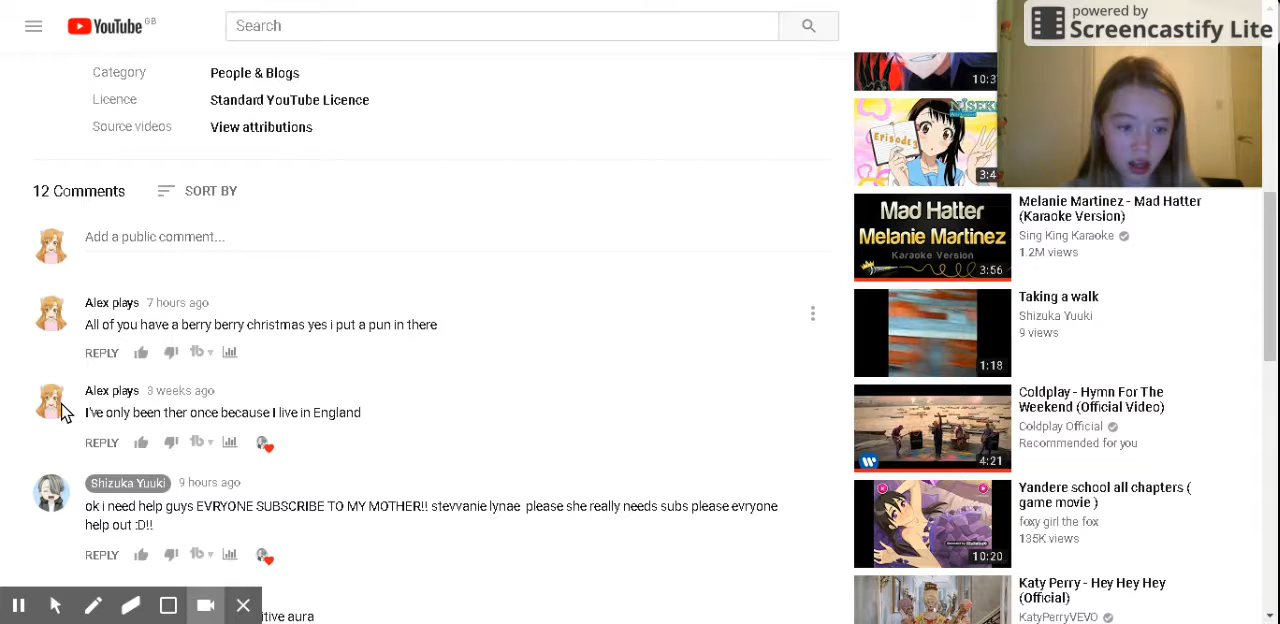 YouTube GB
Search
powered by
Screencastify Lite
Category
People & Blogs
Licence
Standard YouTube Licence
Source videos
View attributions
12 Comments
SORT BY
Add a public comment...
Alex plays 7 hours ago
All of you have a berry berry christmas yes i put a pun in there
REPLY
Alex plays 3 weeks ago
I've only been ther once because I live in England
REPLY
Shizuka Yuuki 9 hours ago
ok i need help guys EVRYONE SUBSCRIBE TO MY MOTHER!! stevvanie lynae please she really needs subs please evryone
help out :D!!
REPLY
itive aura
10:3
NISEK
Episode
3:4
Mad Hatter
Melanie Martinez
Karaoke Version
3:56
Melanie Martinez - Mad Hatter
(Karaoke Version)
Sing King Karaoke
1.2M views
1:18
Taking a walk
Shizuka Yuuki
9 views
4:21
Coldplay - Hymn For The
Weekend (Official Video)
Coldplay Official
Recommended for you
10:20
Yandere school all chapters (
game movie )
foxy girl the fox
135K views
Katy Perry - Hey Hey Hey
(Official)
KatyPerryVEVO